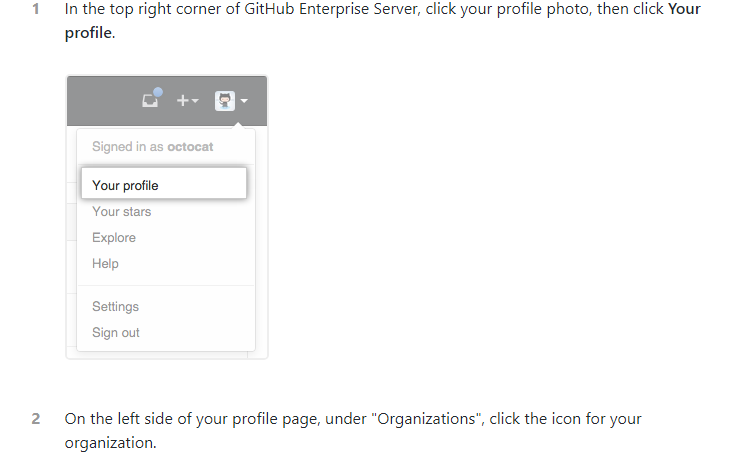 1 In the top right corner of GitHub Enterprise Server, click your profile photo, then click Your
profile.
Signed in as octocat
Your profile
Your stars
Explore
Help
Settings
Sign out
2 On the left side of your profile page, under "Organizations", click the icon for your
organization.